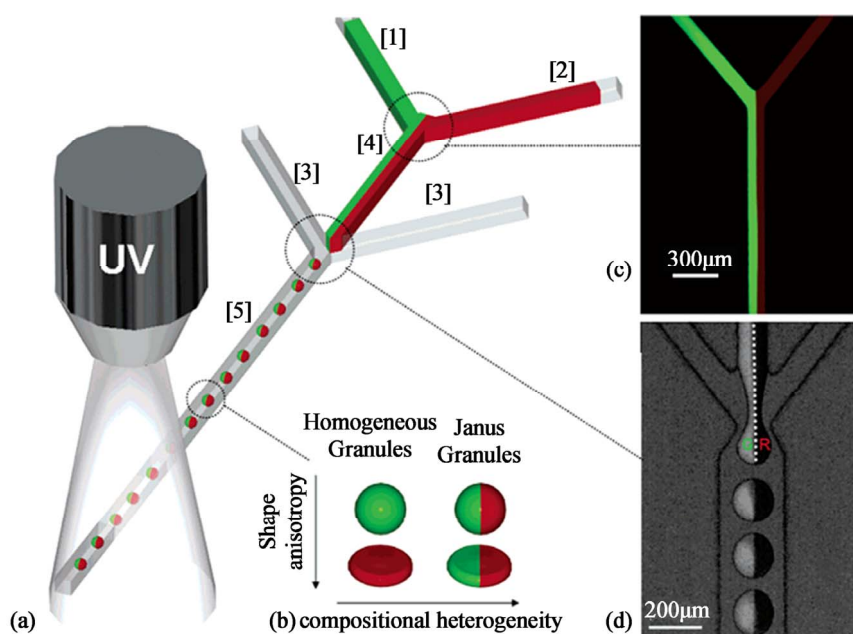 [1]
[2]
[3]
[4]
[3]
UV
[5]
(c)
300μm
Homogeneous
Granules
Janus
Granules
Shape
anisotropy
G R
(a)
(b) compositional heterogeneity
(d)
200μm